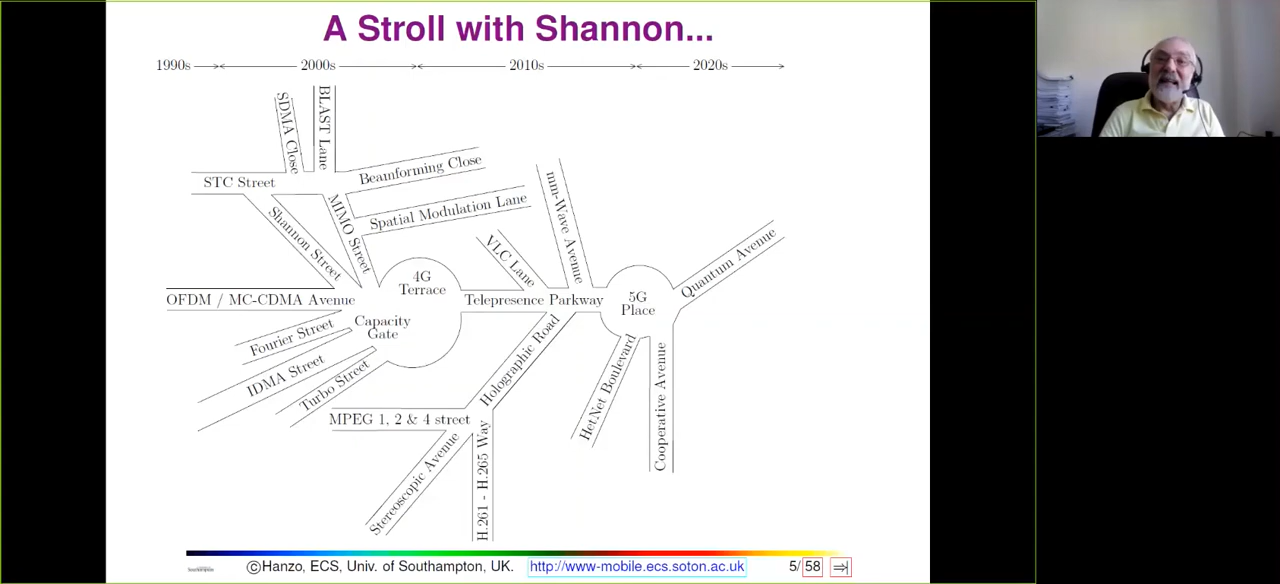 A Stroll with Shannon...
1990s
2000s
2010s
2020s
SDMA Close
BLAST Lane
STC Street
Beamforming Close
Shannon Street
MIMO Street
Spatial Modulation Lane
mm-Wave Avenue
VLC Lane
Quantum Avenue
4G
Terrace
OFDM / MC-CDMA Avenue
Telepresence Parkway
5G
Place
Capacity
Gate
Fourier Street
IDMA Street
Turbo Street
Holographic Road
HetNet Boulevard
Cooperative Avenue
MPEG 1, 2 & 4 street
Stereoscopic Avenue
H.261 - H.265 Way
Southampton
©Hanzo, ECS, Univ. of Southampton, UK.
http://www-mobile.ecs.soton.ac.uk
5/58